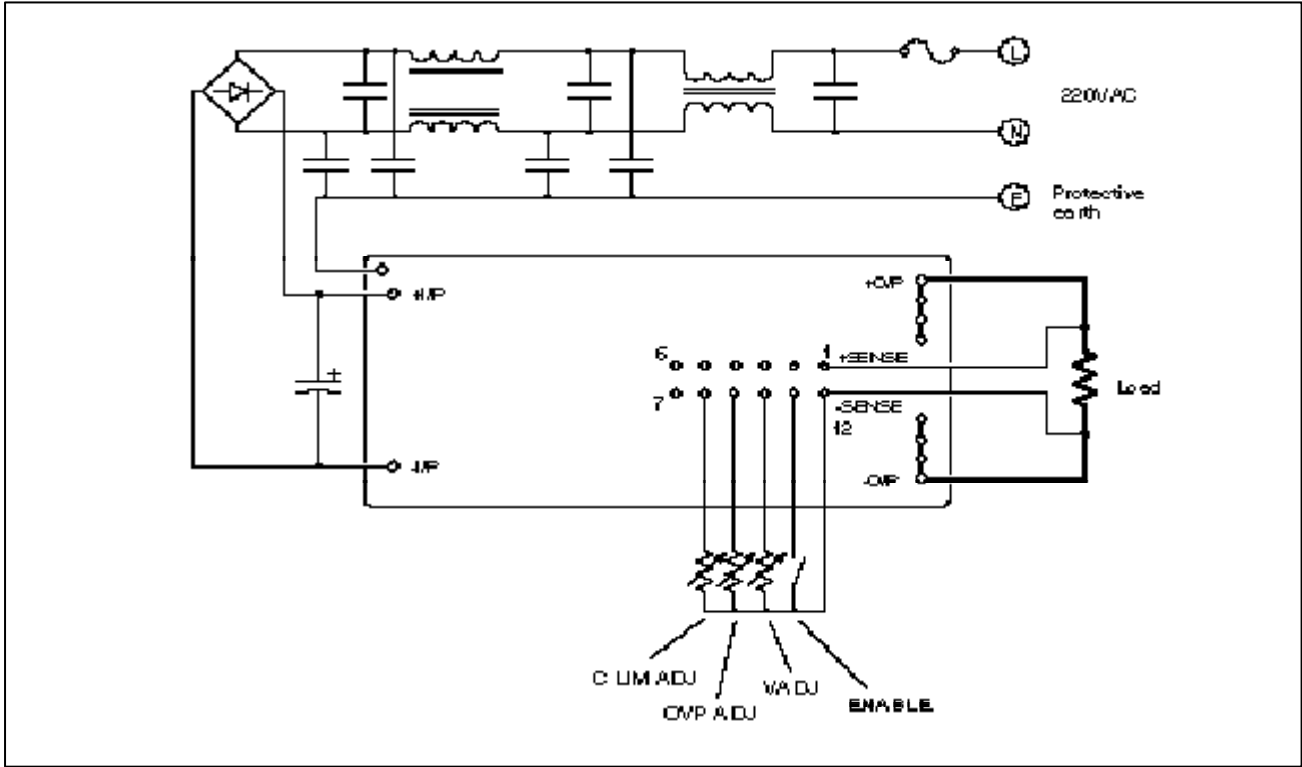 L
220VAC
N
E
Protective
earth
+I/P
+O/P
6
1
+SENSE
7
-SENSE
12
Load
-I/P
-O/P
C LIM ADJ
OVP ADJ
V ADJ
ENABLE
+